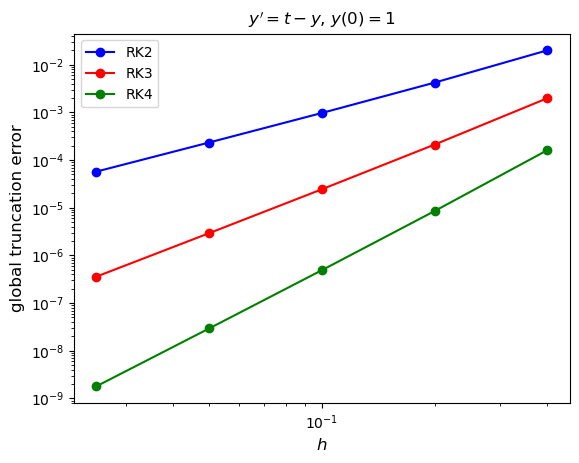 y′ = t − y, y(0) = 1
RK2
RK3
RK4
global truncation error
10⁻²
10⁻³
10⁻⁴
10⁻⁵
10⁻⁶
10⁻⁷
10⁻⁸
10⁻⁹
10⁻¹
h